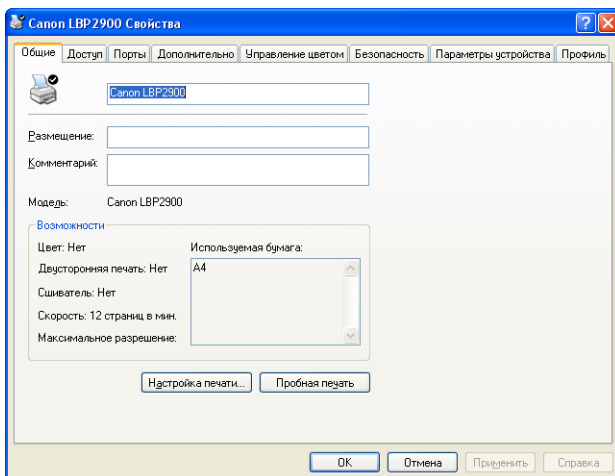 Canon LBP2900 Свойства
Общие Доступ Порты Дополнительно Управление цветом Безопасность Параметры устройства Профиль
Canon LBP2900
Размещение:
Комментарий:
Модель: Canon LBP2900
Возможности
Цвет: Нет Используемая бумага:
Двусторонняя печать: Нет A4
Сшиватель: Нет
Скорость: 12 страниц в мин.
Максимальное разрешение:
Настройка печати... Пробная печать
OK Отмена Применить Справка